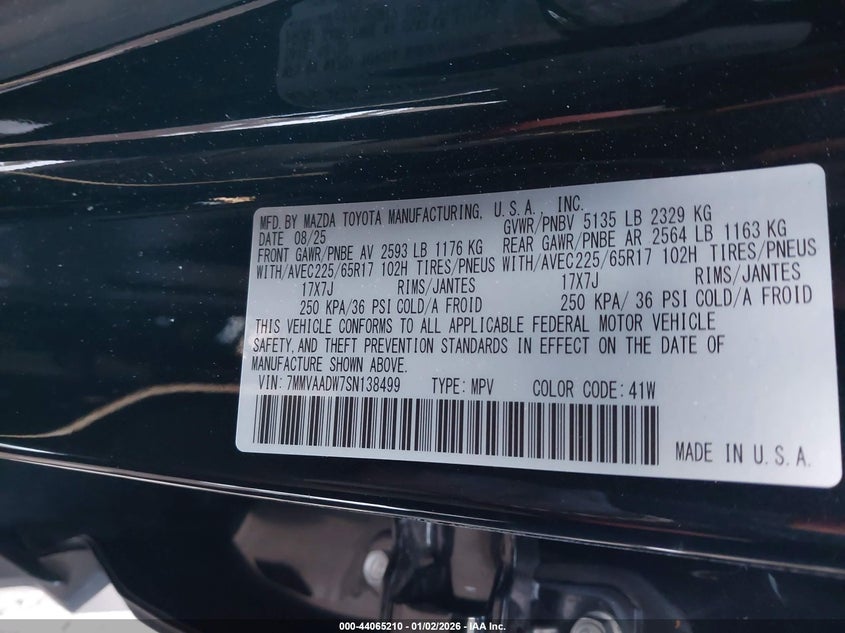 MFD. BY MAZDA TOYOTA MANUFACTURING, U.S.A., INC.
DATE 08/25 GVWR/PNBV 5135 LB 2329 KG
FRONT GAWR/PNBE AV 2593 LB 1176 KG REAR GAWR/PNBE AR 2564 LB 1163 KG
WITH/AVEC225/65R17 102H TIRES/PNEUS WITH/AVEC225/65R17 102H TIRES/PNEUS
17X7J RIMS/JANTES 17X7J RIMS/JANTES
250 KPA/36 PSI COLD/A FROID 250 KPA/ 36 PSI COLD/A FROID
THIS VEHICLE CONFORMS TO ALL APPLICABLE FEDERAL MOTOR VEHICLE
SAFETY, AND THEFT PREVENTION STANDARDS IN EFFECT ON THE DATE OF
MANUFACTURE SHOWN ABOVE.
VIN: 7MMVAADW7SN138499 TYPE: MPV COLOR CODE: 41W
MADE IN U.S.A.
000-44065210 - 01/02/2026 - IAA, Inc.